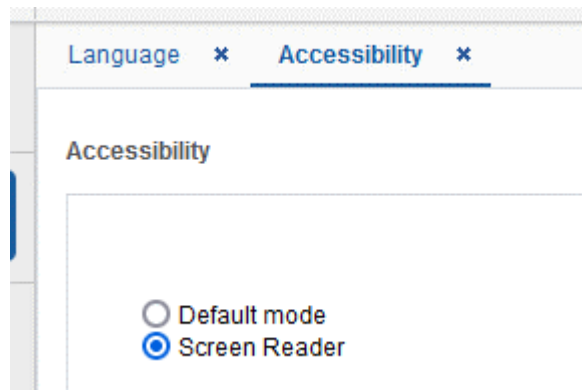 Language × Accessibility ×
Accessibility
Default mode
Screen Reader